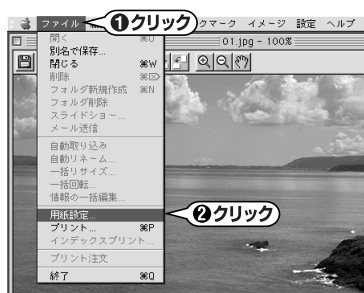 ファイル
❶クリック
クマーク イメージ 設定 ヘルプ
01.jpg - 100%
開く ⌘O
別名で保存...
閉じる ⌘W
削除 ⌘⌦
フォルダ新規作成 ⌘N
フォルダ削除
スライドショー...
メール送信
自動取り込み
自動リネーム...
一括リサイズ...
一括回転...
情報の一括編集...
用紙設定...
❷クリック
プリント... ⌘P
インデックスプリント...
プリント注文
終了 ⌘Q